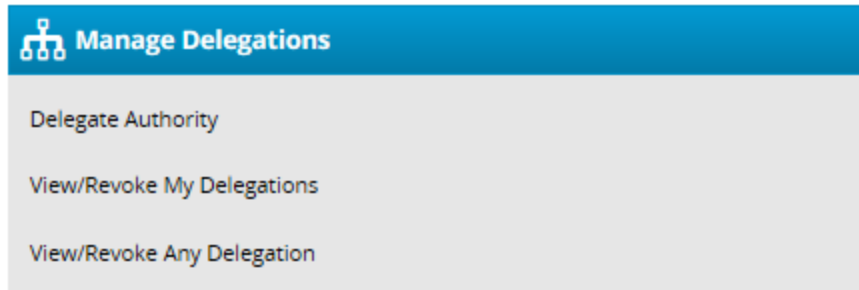 Manage Delegations
Delegate Authority
View/Revoke My Delegations
View/Revoke Any Delegation